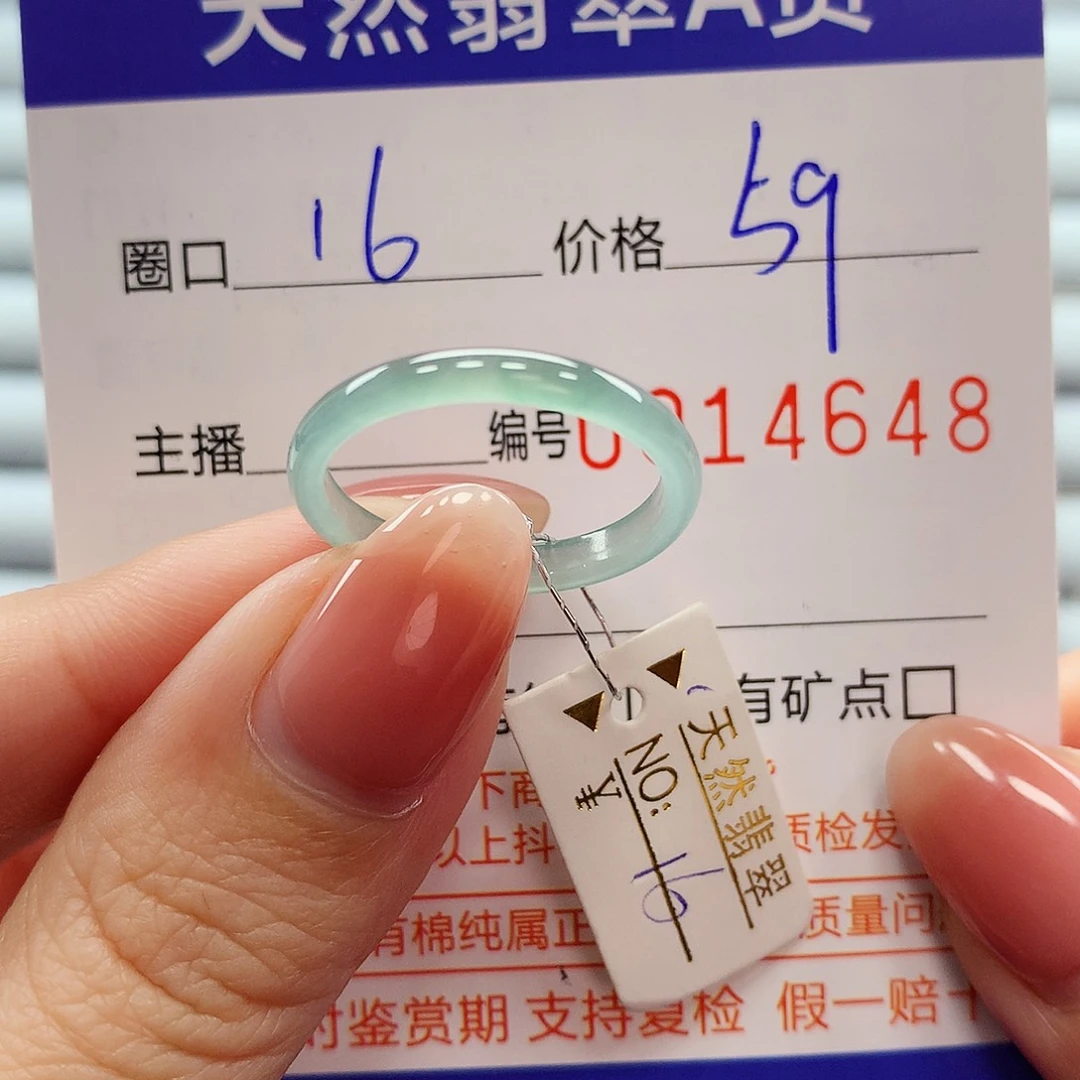 天然翡翠A货
圈口 16 价格 59
主播 编号 14648
有矿点□
下商
以上抖 质检发
有棉纯属正 质量问
鉴赏期 支持复检 假一赔
天然翡翠
NO: 16
¥